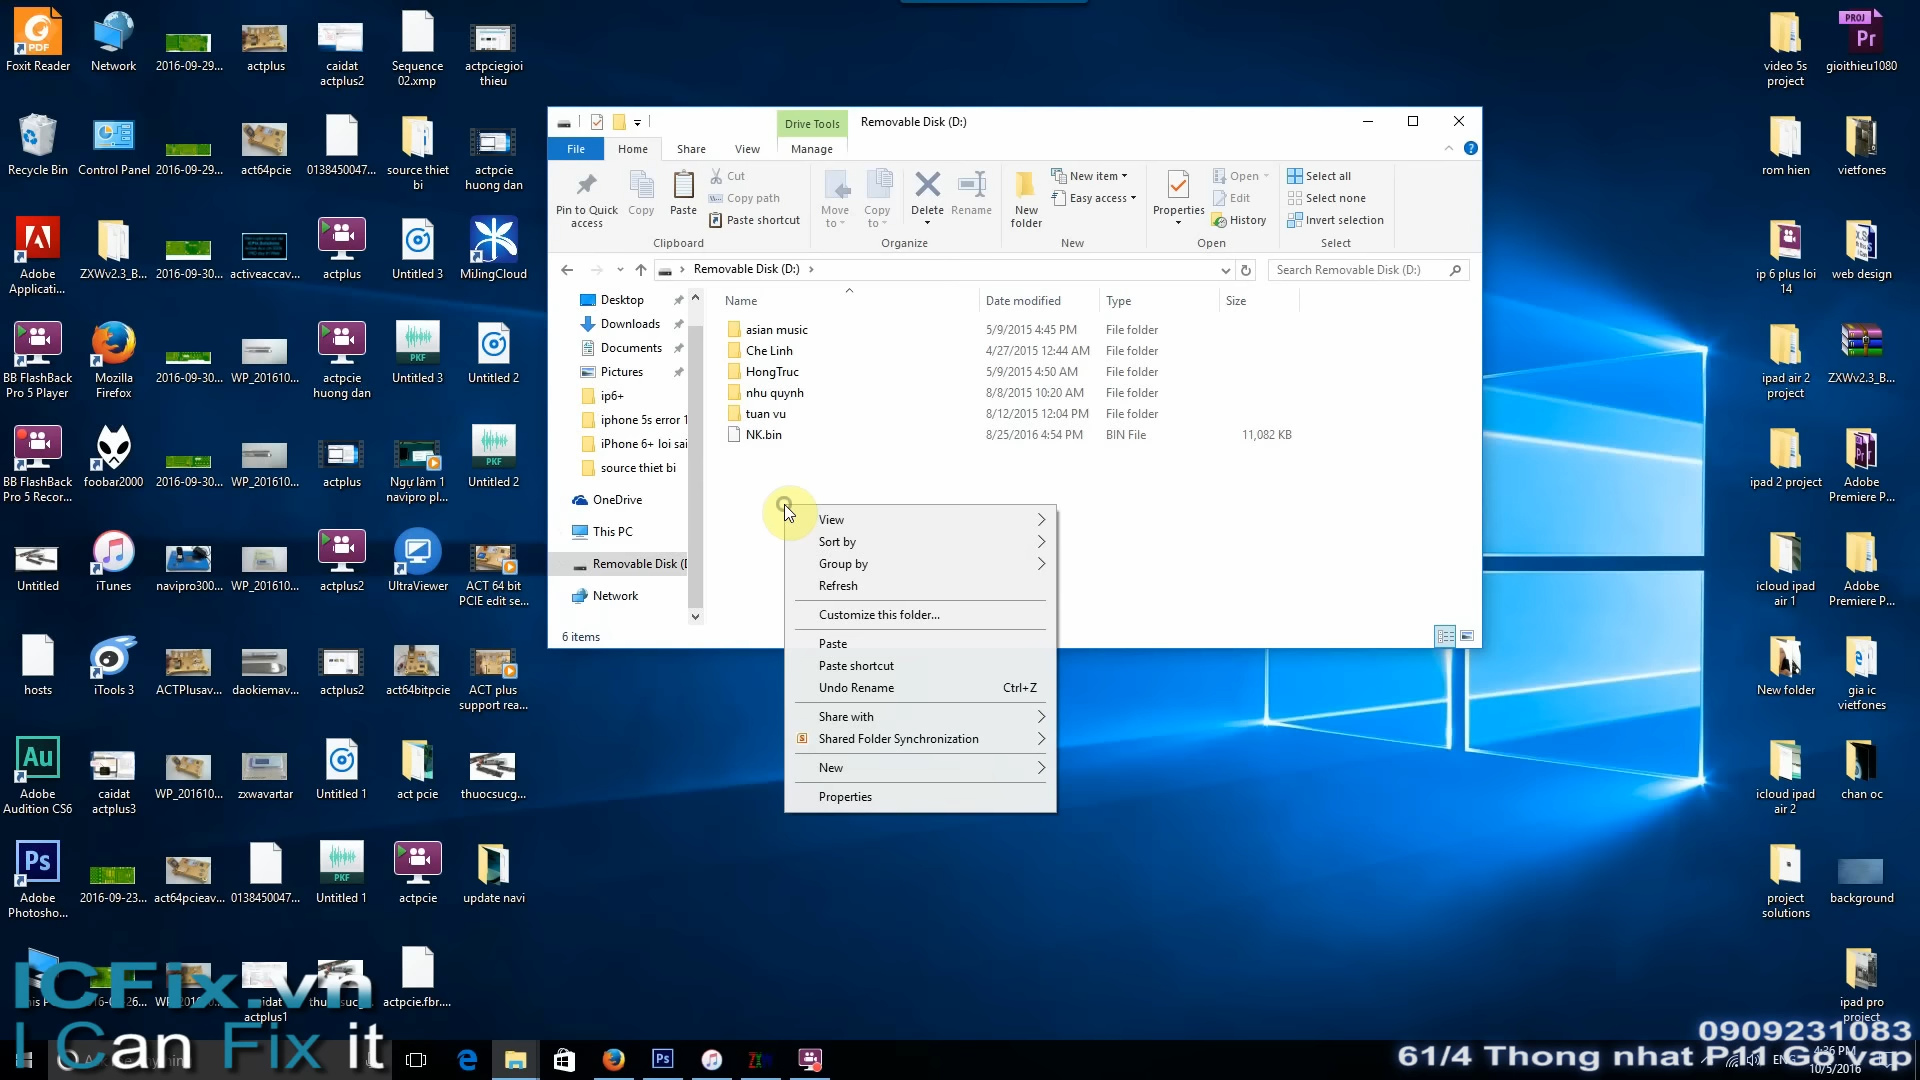 Foxit Reader
Network
2016-09-29...
actplus
caidat
actplus2
Sequence
02.xmp
actpciegioi
thieu
Recycle Bin
Control Panel
2016-09-29...
act64pcie
0138450047...
source thiet
bi
actpcie
huong dan
Adobe
Applicati...
ZXWv2.3_B...
2016-09-30...
activeaccav...
actplus
Untitled 3
MiJingCloud
BB FlashBack
Pro 5 Player
Mozilla
Firefox
2016-09-30...
WP_201610...
actpcie
huong dan
PKF
Untitled 3
Untitled 2
BB FlashBack
Pro 5 Recor...
foobar2000
2016-09-30...
WP_201610...
actplus
Ngự lâm 1
navipro pl...
PKF
Untitled 2
Untitled
iTunes
navipro300...
WP_201610...
actplus2
UltraViewer
ACT 64 bit
PCIE edit se...
hosts
iTools 3
ACTPlusav...
daokiemav...
actplus2
act64bitpcie
ACT plus
support rea...
Au
Adobe
Audition CS6
caidat
actplus3
WP_201610...
zxwavartar
Untitled 1
act pcie
thuocsucg...
Ps
Adobe
Photosho...
2016-09-23...
act64pcieav...
0138450047...
PKF
Untitled 1
actpcie
update navi
actplus1
actpcie.fbr....
ICFix.vn
I Can Fix it
Drive Tools
Removable Disk (D:)
File
Home
Share
View
Manage
Pin to Quick
access
Copy
Paste
Cut
Copy path
Paste shortcut
Clipboard
Move
to
Copy
to
Delete
Rename
Organize
New
folder
New item
Easy access
New
Properties
Open
Edit
History
Open
Select all
Select none
Invert selection
Select
Removable Disk (D:)
Search Removable Disk (D:)
Desktop
Downloads
Documents
Pictures
ip6+
iphone 5s error 1
iPhone 6+ loi sai
source thiet bi
OneDrive
This PC
Removable Disk (D
Network
Name
Date modified
Type
Size
asian music 5/9/2015 4:45 PM File folder
Che Linh 4/27/2015 12:44 AM File folder
HongTruc 5/9/2015 4:50 AM File folder
nhu quynh 8/8/2015 10:20 AM File folder
tuan vu 8/12/2015 12:04 PM File folder
NK.bin 8/25/2016 4:54 PM BIN File 11,082 KB
6 items
View
Sort by
Group by
Refresh
Customize this folder...
Paste
Paste shortcut
Undo Rename Ctrl+Z
Share with
Shared Folder Synchronization
New
Properties
video 5s
project
PROJ
Pr
gioithieu1080
rom hien
vietfones
ip 6 plus loi
14
web design
ipad air 2
project
ZXWv2.3_B...
ipad 2 project
Adobe
Premiere P...
icloud ipad
air 1
Adobe
Premiere P...
New folder
gia ic
vietfones
icloud ipad
air 2
chan oc
project
solutions
background
ipad pro
project
0909231083
61/4 Thong nhat P11 Go Vap
4:36 PM
10/5/2016